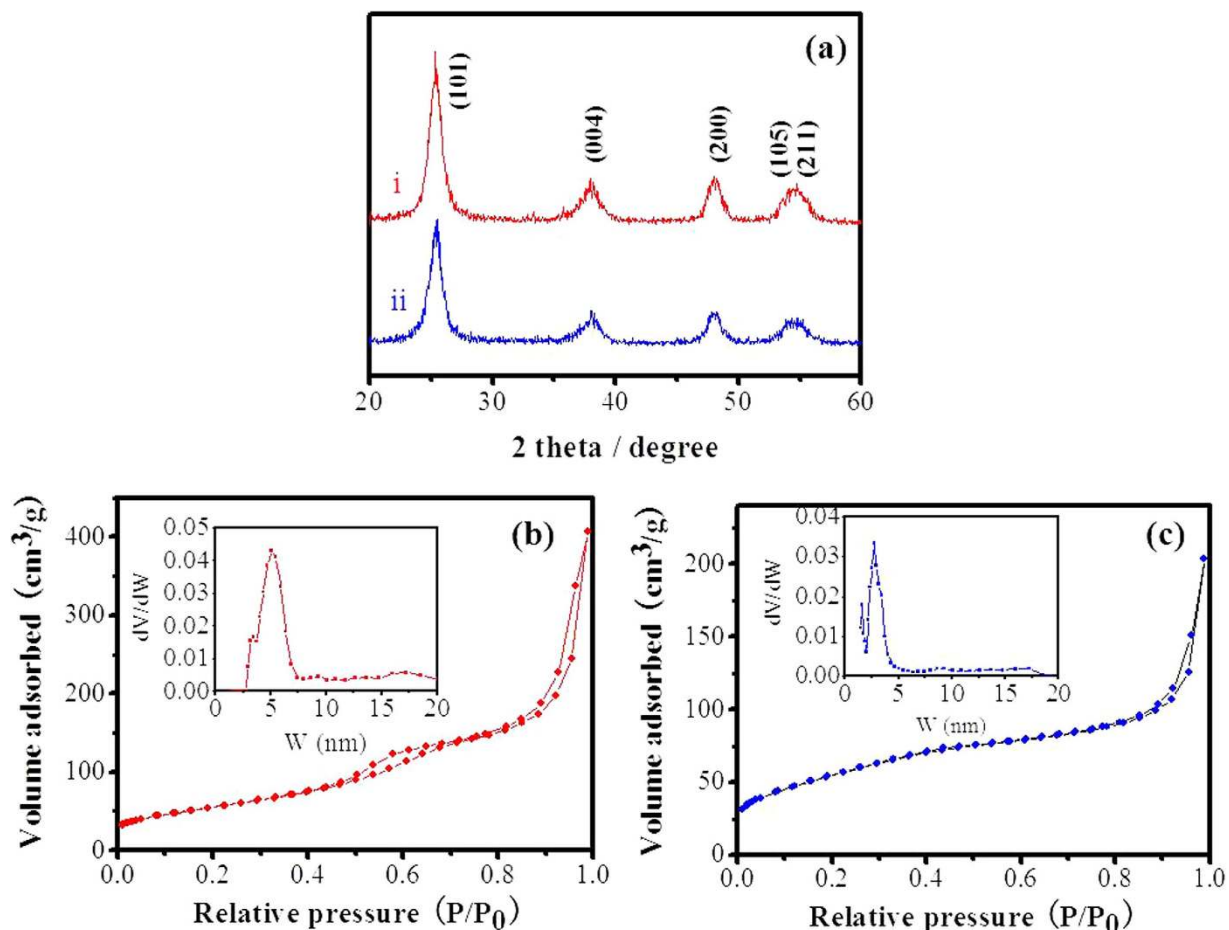 (a)
(101)
(004)
(200)
(105)
(211)
i
ii
20 30 40 50 60
2 theta / degree
(b)
Volume adsorbed (cm³/g)
400
300
200
100
0
0.0 0.2 0.4 0.6 0.8 1.0
Relative pressure (P/P₀)
dV/dW
0.05
0.04
0.03
0.02
0.01
0.00
0 5 10 15 20
W (nm)
(c)
Volume adsorbed (cm³/g)
200
150
100
50
0
0.0 0.2 0.4 0.6 0.8 1.0
Relative pressure (P/P₀)
dV/dW
0.04
0.03
0.02
0.01
0.00
0 5 10 15 20
W (nm)